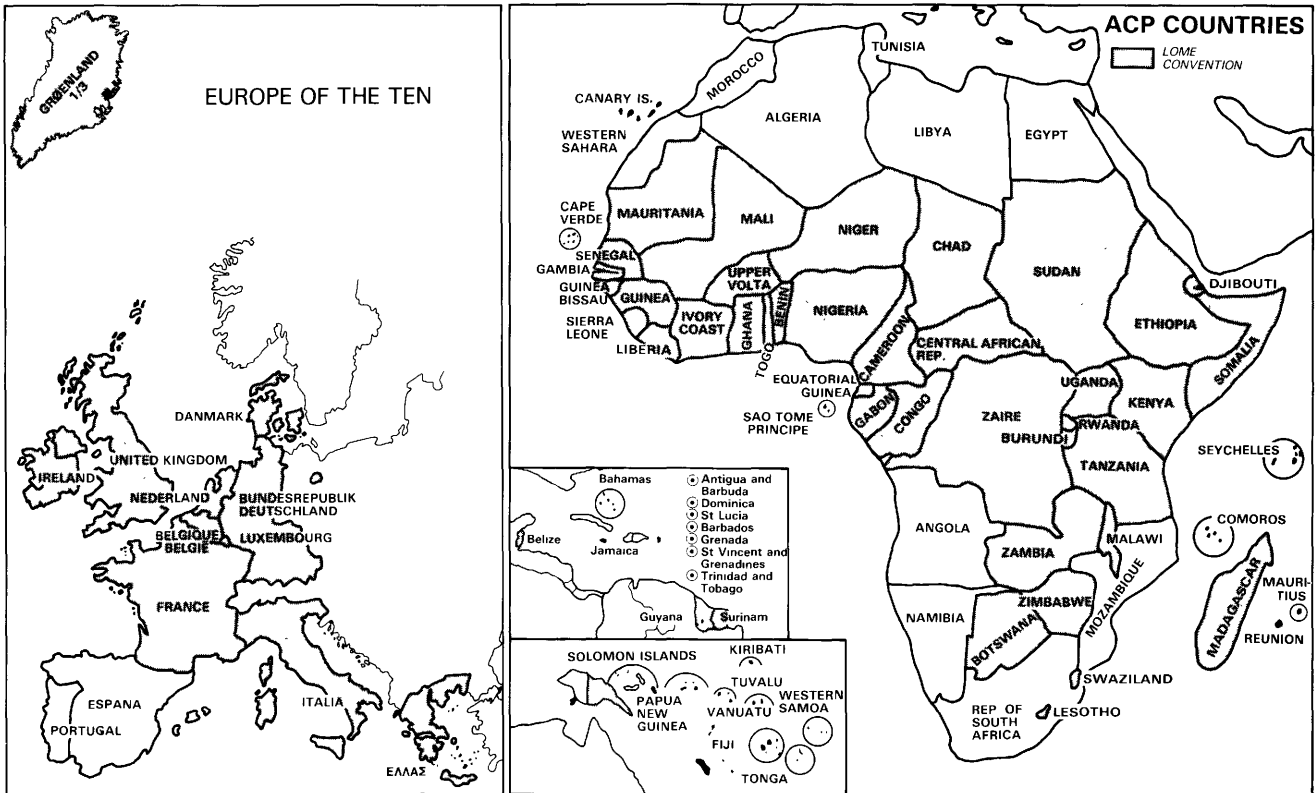 EUROPE OF THE TEN
GRØENLAND
1/3
DANMARK
UNITED KINGDOM
IRELAND
NEDERLAND
BUNDESREPUBLIK
DEUTSCHLAND
BELGIQUE
BELGIË
LUXEMBOURG
FRANCE
ESPANA
PORTUGAL
ITALIA
ΕΛΛΑΣ
ACP COUNTRIES
LOME
CONVENTION
TUNISIA
MOROCCO
CANARY IS.
ALGERIA
LIBYA
EGYPT
WESTERN
SAHARA
CAPE
VERDE
MAURITANIA
MALI
NIGER
CHAD
SUDAN
SENEGAL
GAMBIA
GUINEA
BISSAU
GUINEA
UPPER
VOLTA
BENIN
NIGERIA
DJIBOUTI
ETHIOPIA
SIERRA
LEONE
IVORY
COAST
GHANA
LIBERIA
TOGO
CAMEROON
CENTRAL AFRICAN
REP.
SOMALIA
EQUATORIAL
GUINEA
UGANDA
KENYA
SAO TOME
PRINCIPE
GABON
CONGO
ZAIRE
RWANDA
BURUNDI
TANZANIA
SEYCHELLES
ANGOLA
COMOROS
ZAMBIA
MALAWI
MOZAMBIQUE
MADAGASCAR
MAURI-
TIUS
REUNION
NAMIBIA
ZIMBABWE
BOTSWANA
SWAZILAND
REP OF
SOUTH
AFRICA
LESOTHO
Bahamas
Antigua and
Barbuda
Dominica
St Lucia
Barbados
Grenada
St Vincent and
Grenadines
Trinidad and
Tobago
Belize
Jamaica
Guyana
Surinam
SOLOMON ISLANDS
KIRIBATI
TUVALU
PAPUA
NEW
GUINEA
VANUATU
WESTERN
SAMOA
FIJI
TONGA